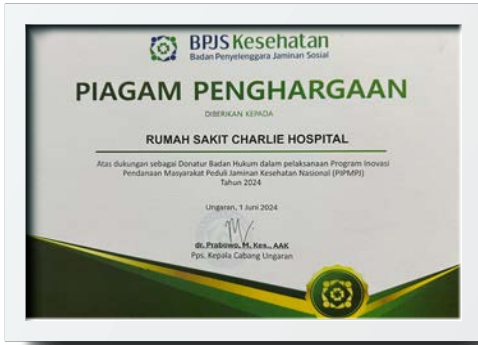 BPJS Kesehatan
Badan Penyelenggara Jaminan Sosial
PIAGAM PENGHARGAAN
DIBERIKAN KEPADA
RUMAH SAKIT CHARLIE HOSPITAL
Atas dukungan sebagai Donatur Badan Hukum dalam pelaksanaan Program Inovasi
Pendanaan Masyarakat Peduli Jaminan Kesehatan Nasional (PIPMPJ)
Tahun 2024
Ungaran, 1 Juni 2024
dr. Prabowo, M. Kes., AAK
Pps. Kepala Cabang Ungaran